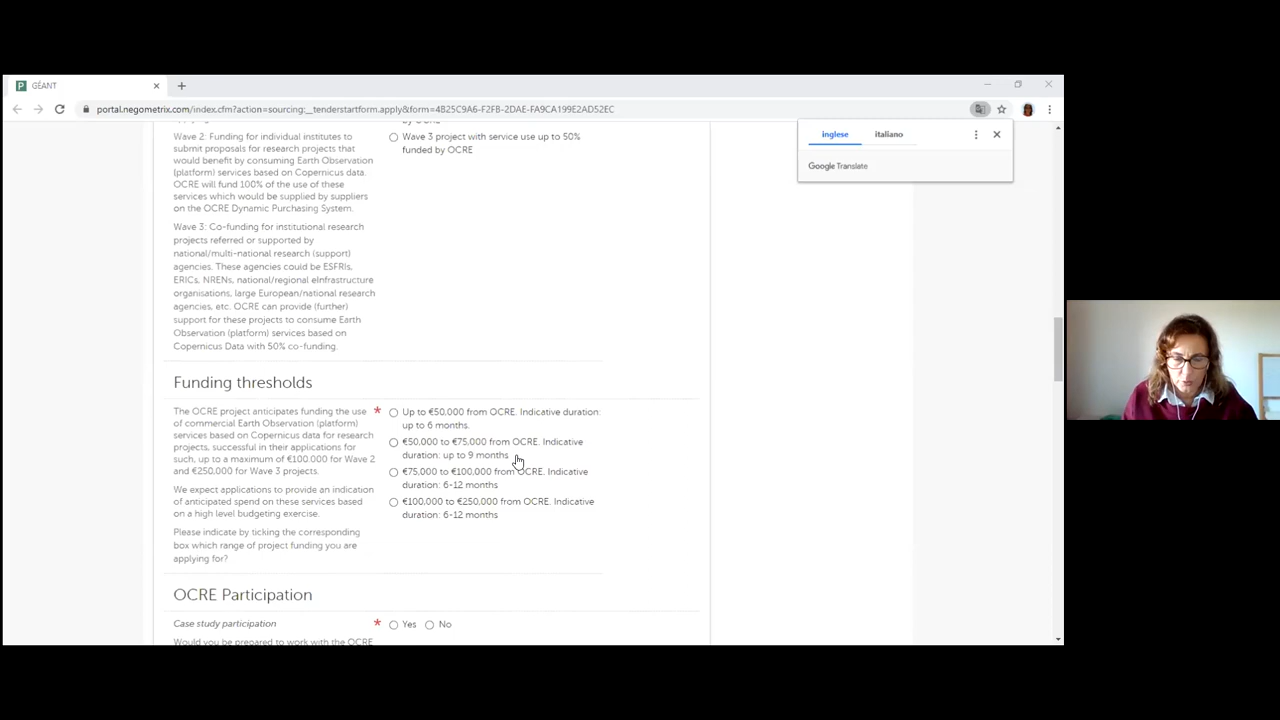 GÉANT
portal.negometrix.com/index.cfm?action=sourcing:_tenderstartform.apply&form=4B25C9A6-F2FB-2DAE-FA9CA199E2AD52EC
inglese
italiano
Google Translate
Wave 2: Funding for individual institutes to
submit proposals for research projects that
would benefit by consuming Earth Observation
(platform) services based on Copernicus data.
OCRE will fund 100% of the use of these
services which would be supplied by suppliers
on the OCRE Dynamic Purchasing System.
Wave 3: Co-funding for institutional research
projects referred or supported by
national/multi-national research (support)
agencies. These agencies could be ESFRIs,
ERICs, NRENs, national/regional eInfrastructure
organisations, large European/national research
agencies, etc. OCRE can provide (further)
support for these projects to consume Earth
Observation (platform) services based on
Copernicus Data with 50% co-funding.
by OCRE
Wave 3 project with service use up to 50%
funded by OCRE
Funding thresholds
The OCRE project anticipates funding the use
of commercial Earth Observation (platform)
services based on Copernicus data for research
projects, successful in their applications for
such, up to a maximum of €100.000 for Wave 2
and €250,000 for Wave 3 projects.
We expect applications to provide an indication
of anticipated spend on these services based
on a high level budgeting exercise.
Please indicate by ticking the corresponding
box which range of project funding you are
applying for?
*
Up to €50.000 from OCRE. Indicative duration:
up to 6 months.
€50,000 to €75,000 from OCRE. Indicative
duration: up to 9 months
€75,000 to €100,000 from OCRE. Indicative
duration: 6-12 months
€100,000 to €250,000 from OCRE. Indicative
duration: 6-12 months
OCRE Participation
Case study participation * Yes No
Would you be prepared to work with the OCRE